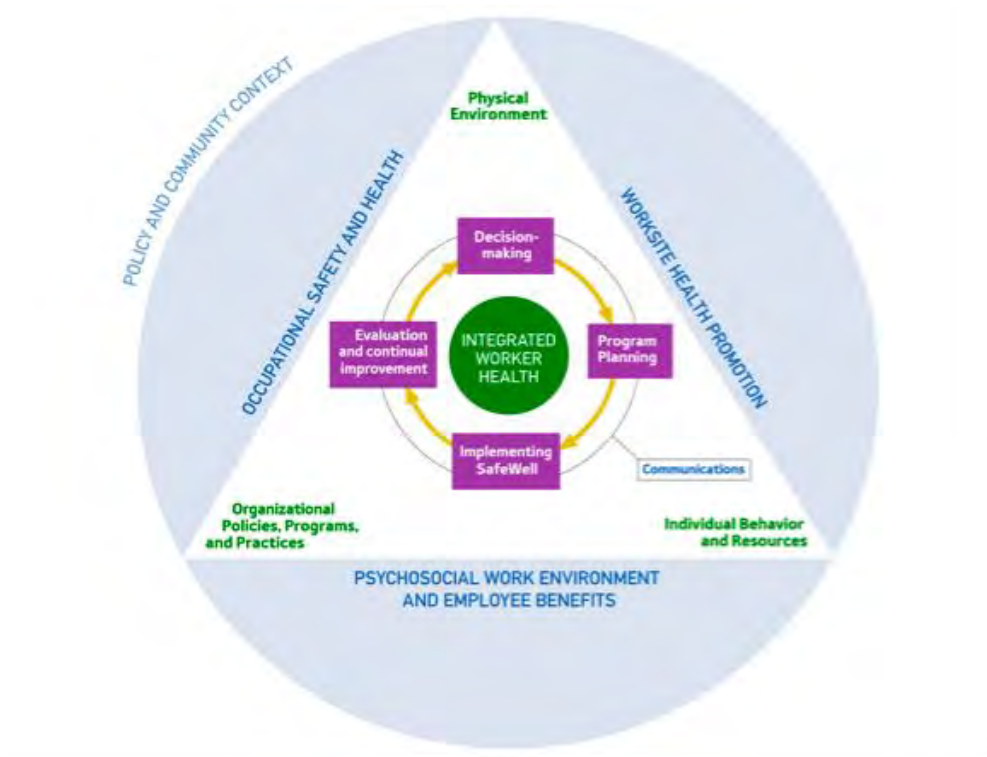 POLICY AND COMMUNITY CONTEXT
OCCUPATIONAL SAFETY AND HEALTH
WORKSITE HEALTH PROMOTION
Physical
Environment
Decision-
making
Evaluation
and continual
improvement
INTEGRATED
WORKER
HEALTH
Program
Planning
Implementing
SafeWell
Communications
Organizational
Policies, Programs,
and Practices
Individual Behavior
and Resources
PSYCHOSOCIAL WORK ENVIRONMENT
AND EMPLOYEE BENEFITS